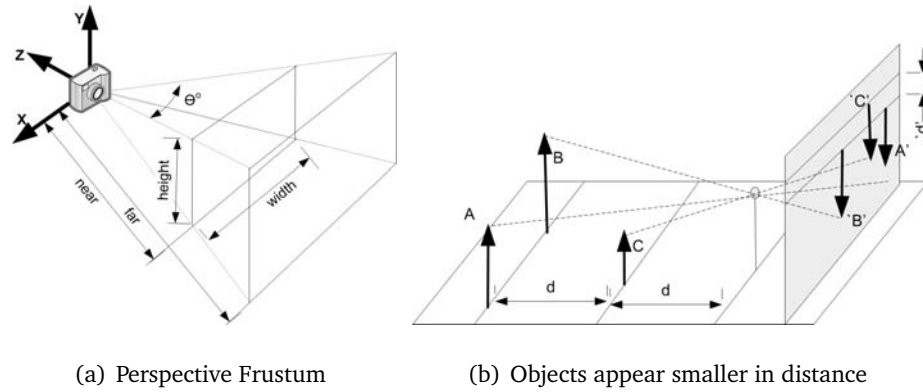 Y
Z
X
Θ°
near
far
height
width
(a) Perspective Frustum
A
B
C
d
d
`C'
A'
`B'
d'
(b) Objects appear smaller in distance